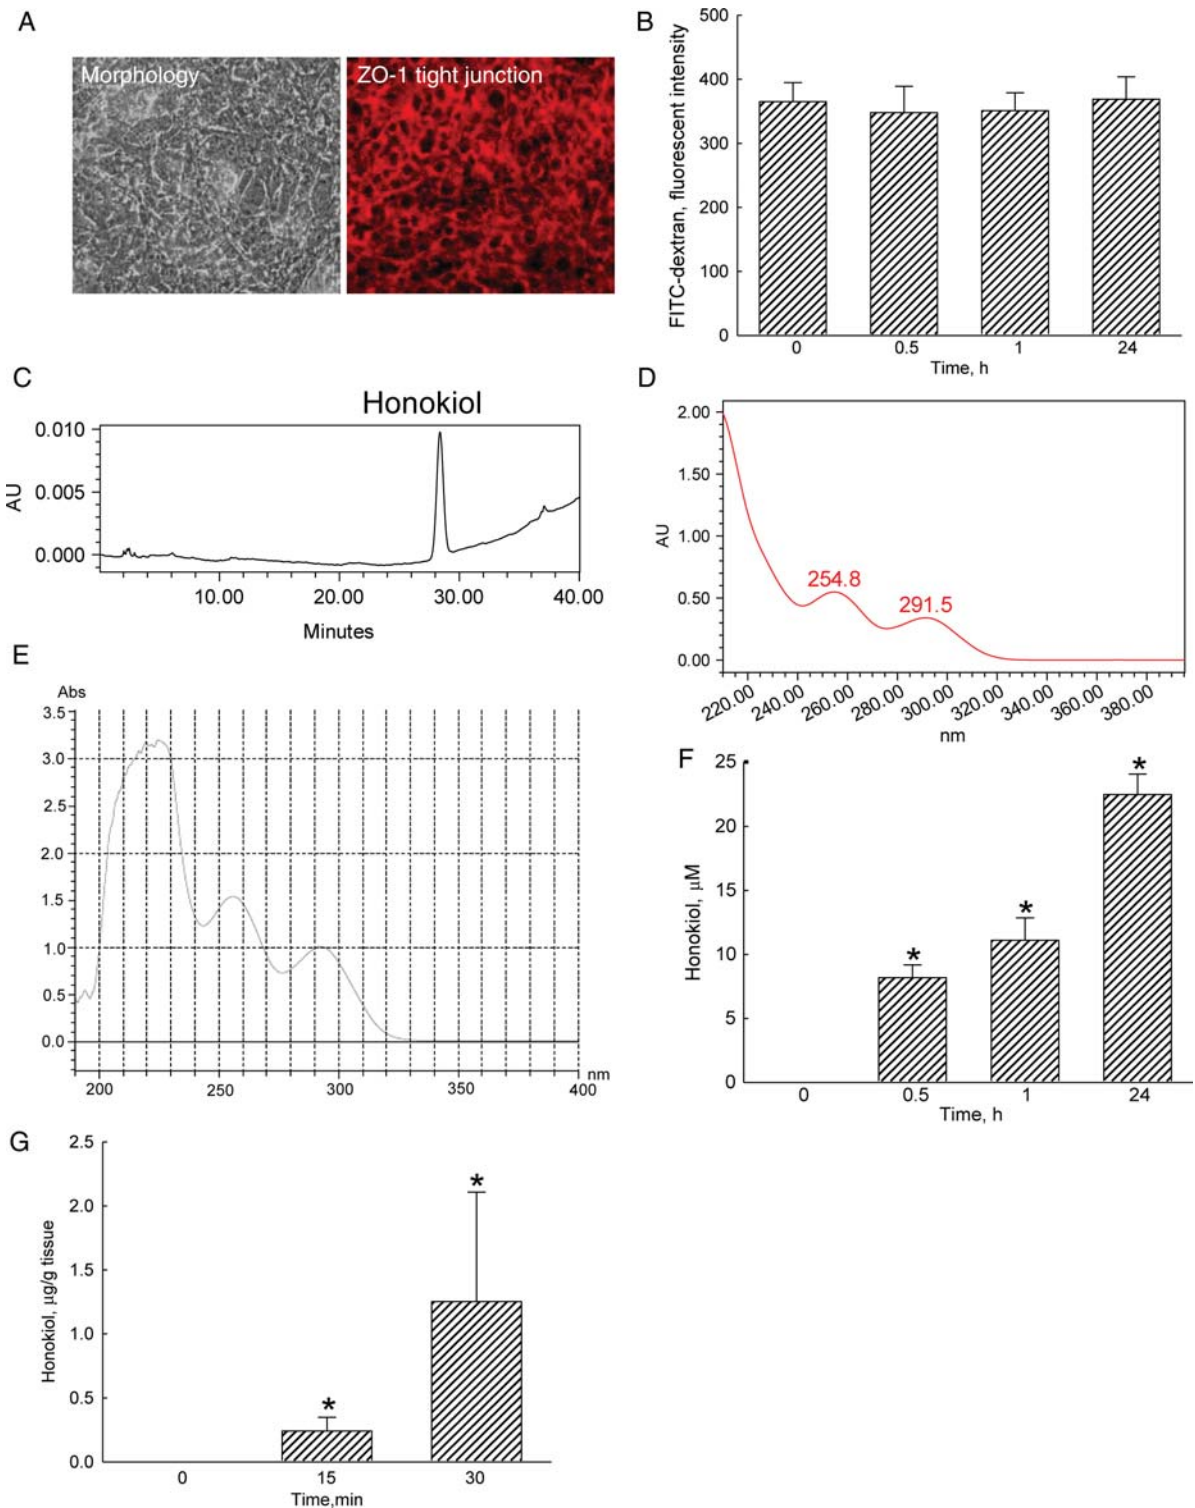 A
Morphology
ZO-1 tight junction
B
FITC-dextran, fluorescent intensity
500
400
300
200
100
0
0 0.5 1 24
Time, h
C
Honokiol
AU
0.010
0.005
0.000
10.00 20.00 30.00 40.00
Minutes
D
AU
2.00
1.50
1.00
0.50
0.00
254.8
291.5
220.00 240.00 260.00 280.00 300.00 320.00 340.00 360.00 380.00
nm
E
Abs
3.5
3.0
2.5
2.0
1.5
1.0
0.5
0.0
200 250 300 350 400
nm
F
Honokiol, μM
25
20
15
10
5
0
*
*
*
0 0.5 1 24
Time, h
G
Honokiol, μg/g tissue
2.5
2.0
1.5
1.0
0.5
0.0
*
*
0 15 30
Time,min